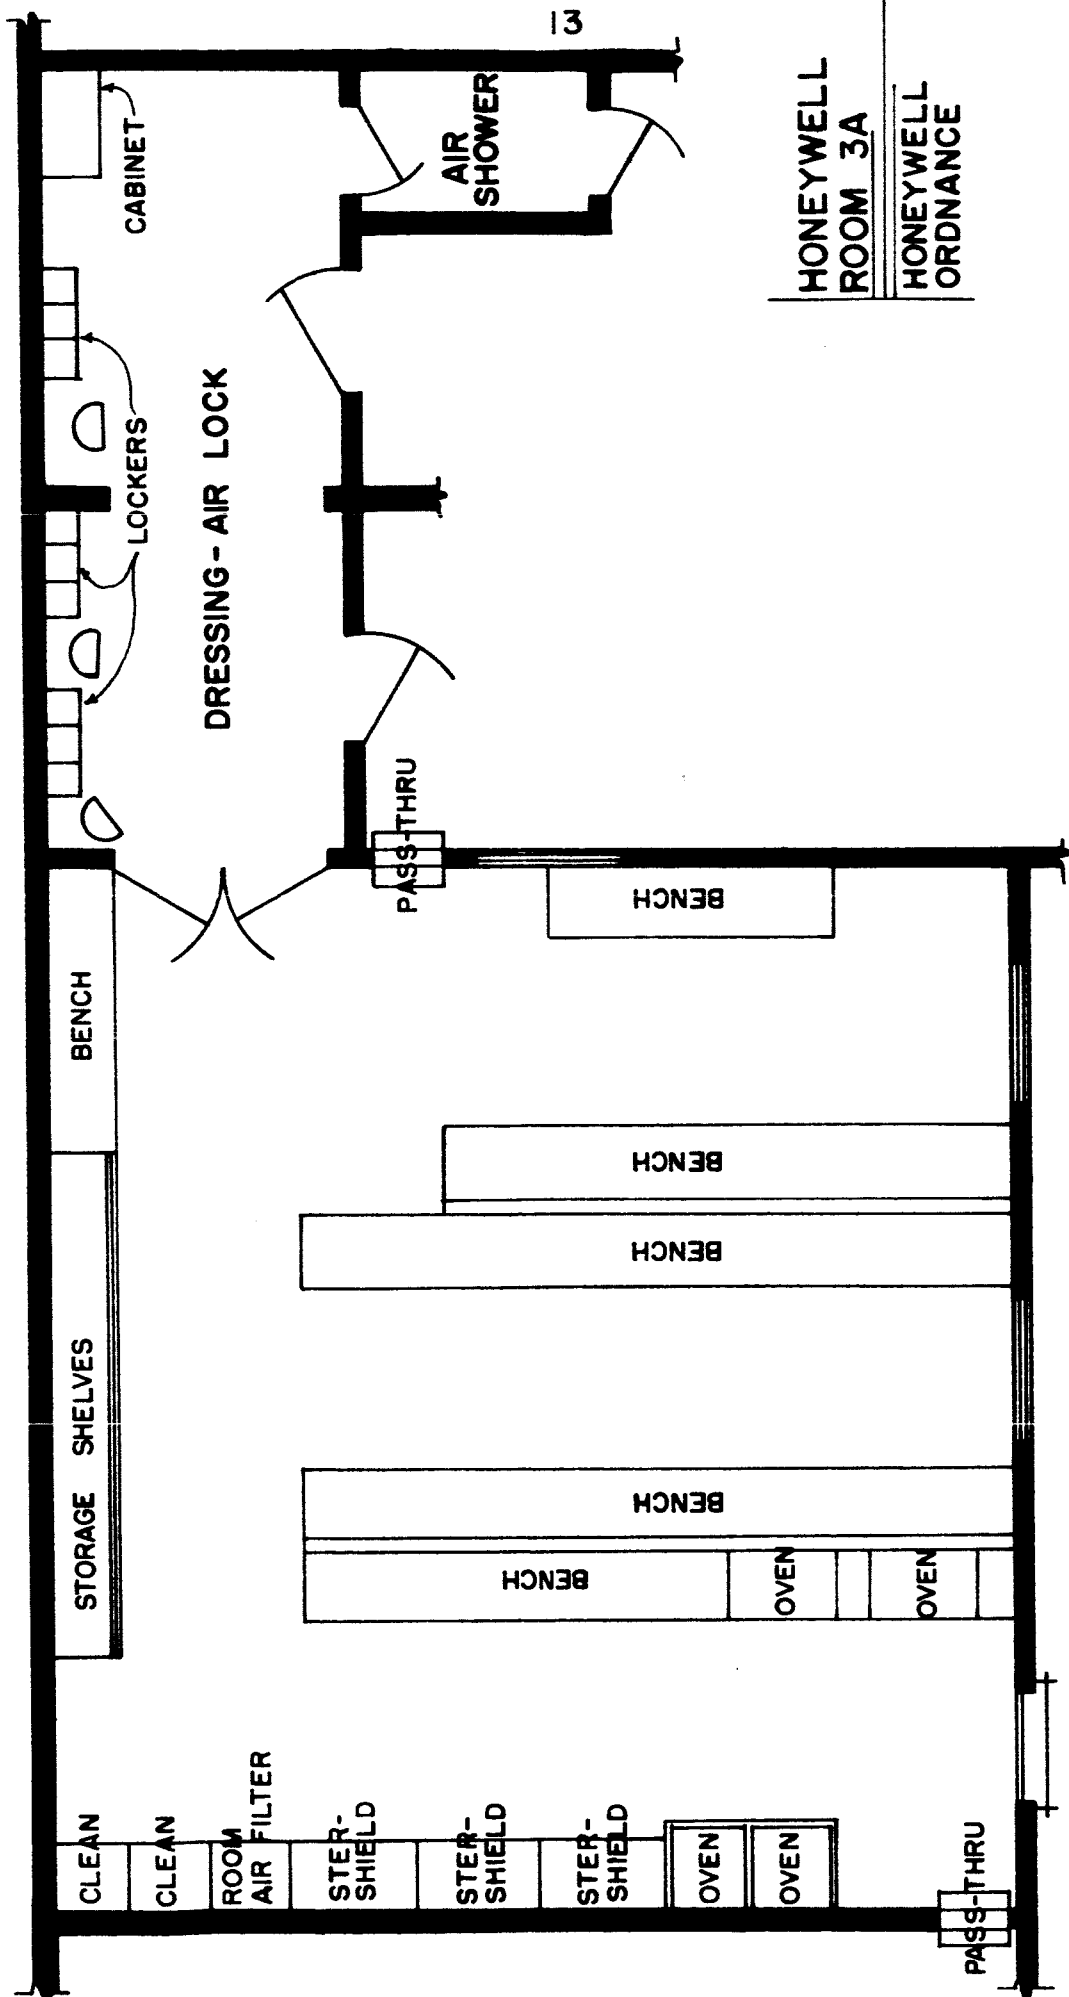 13
CABINET
AIR
SHOWER
LOCKERS
DRESSING-AIR LOCK
HONEYWELL
ROOM 3A
HONEYWELL
ORDNANCE
PASS-THRU
BENCH
BENCH
BENCH
BENCH
STORAGE SHELVES
BENCH
BENCH
OVEN
OVEN
CLEAN
CLEAN
ROOM
AIR FILTER
STER-
SHIELD
STER-
SHIELD
STER-
SHIELD
OVEN
OVEN
PASS-THRU